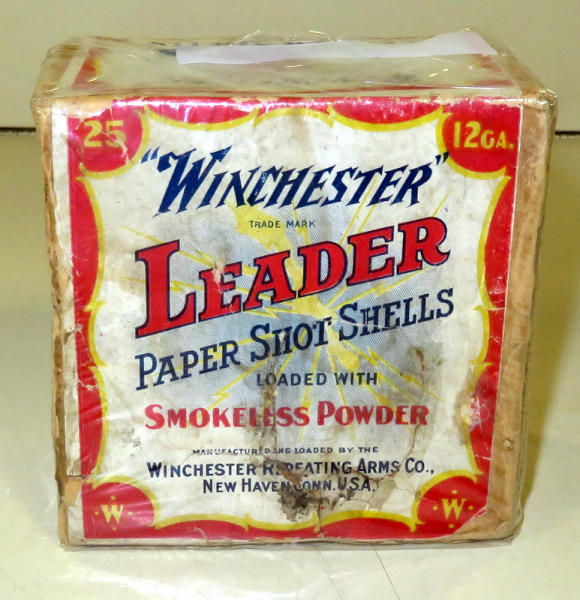 25 12GA.
"WINCHESTER"
TRADE MARK
LEADER
PAPER SHOT SHELLS
LOADED WITH
SMOKELESS POWDER
MANUFACTURED AND LOADED BY THE
WINCHESTER REPEATING ARMS CO.,
NEW HAVEN CONN. U.S.A.
W W